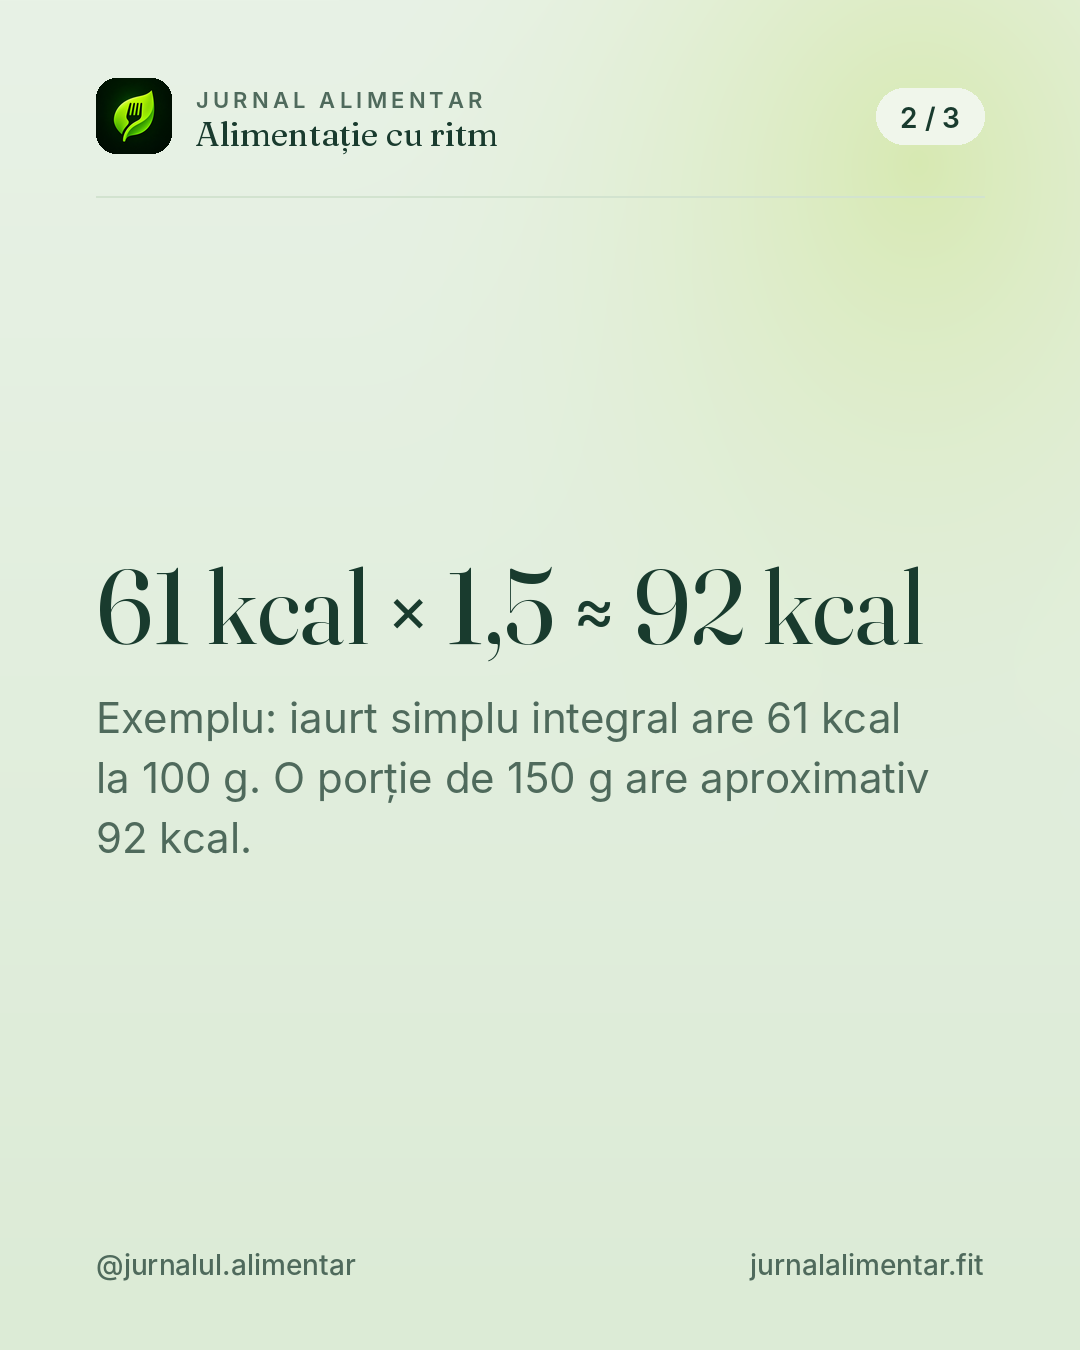 JURNAL ALIMENTAR
Alimentație cu ritm
2 / 3
61 kcal × 1,5 ≈ 92 kcal
Exemplu: iaurt simplu integral are 61 kcal
la 100 g. O porție de 150 g are aproximativ
92 kcal.
@jurnalul.alimentar
jurnalalimentar.fit